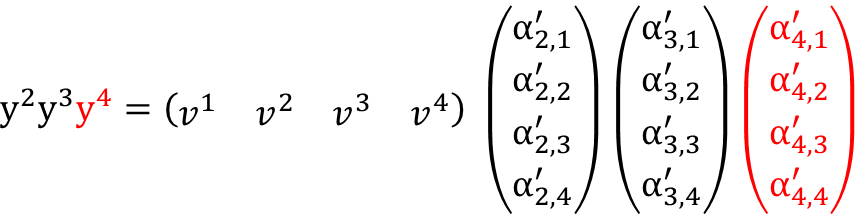 y²y³y⁴ = (v¹ v² v³ v⁴) (α′₂,₁ α′₂,₂ α′₂,₃ α′₂,₄) (α′₃,₁ α′₃,₂ α′₃,₃ α′₃,₄) (α′₄,₁ α′₄,₂ α′₄,₃ α′₄,₄)